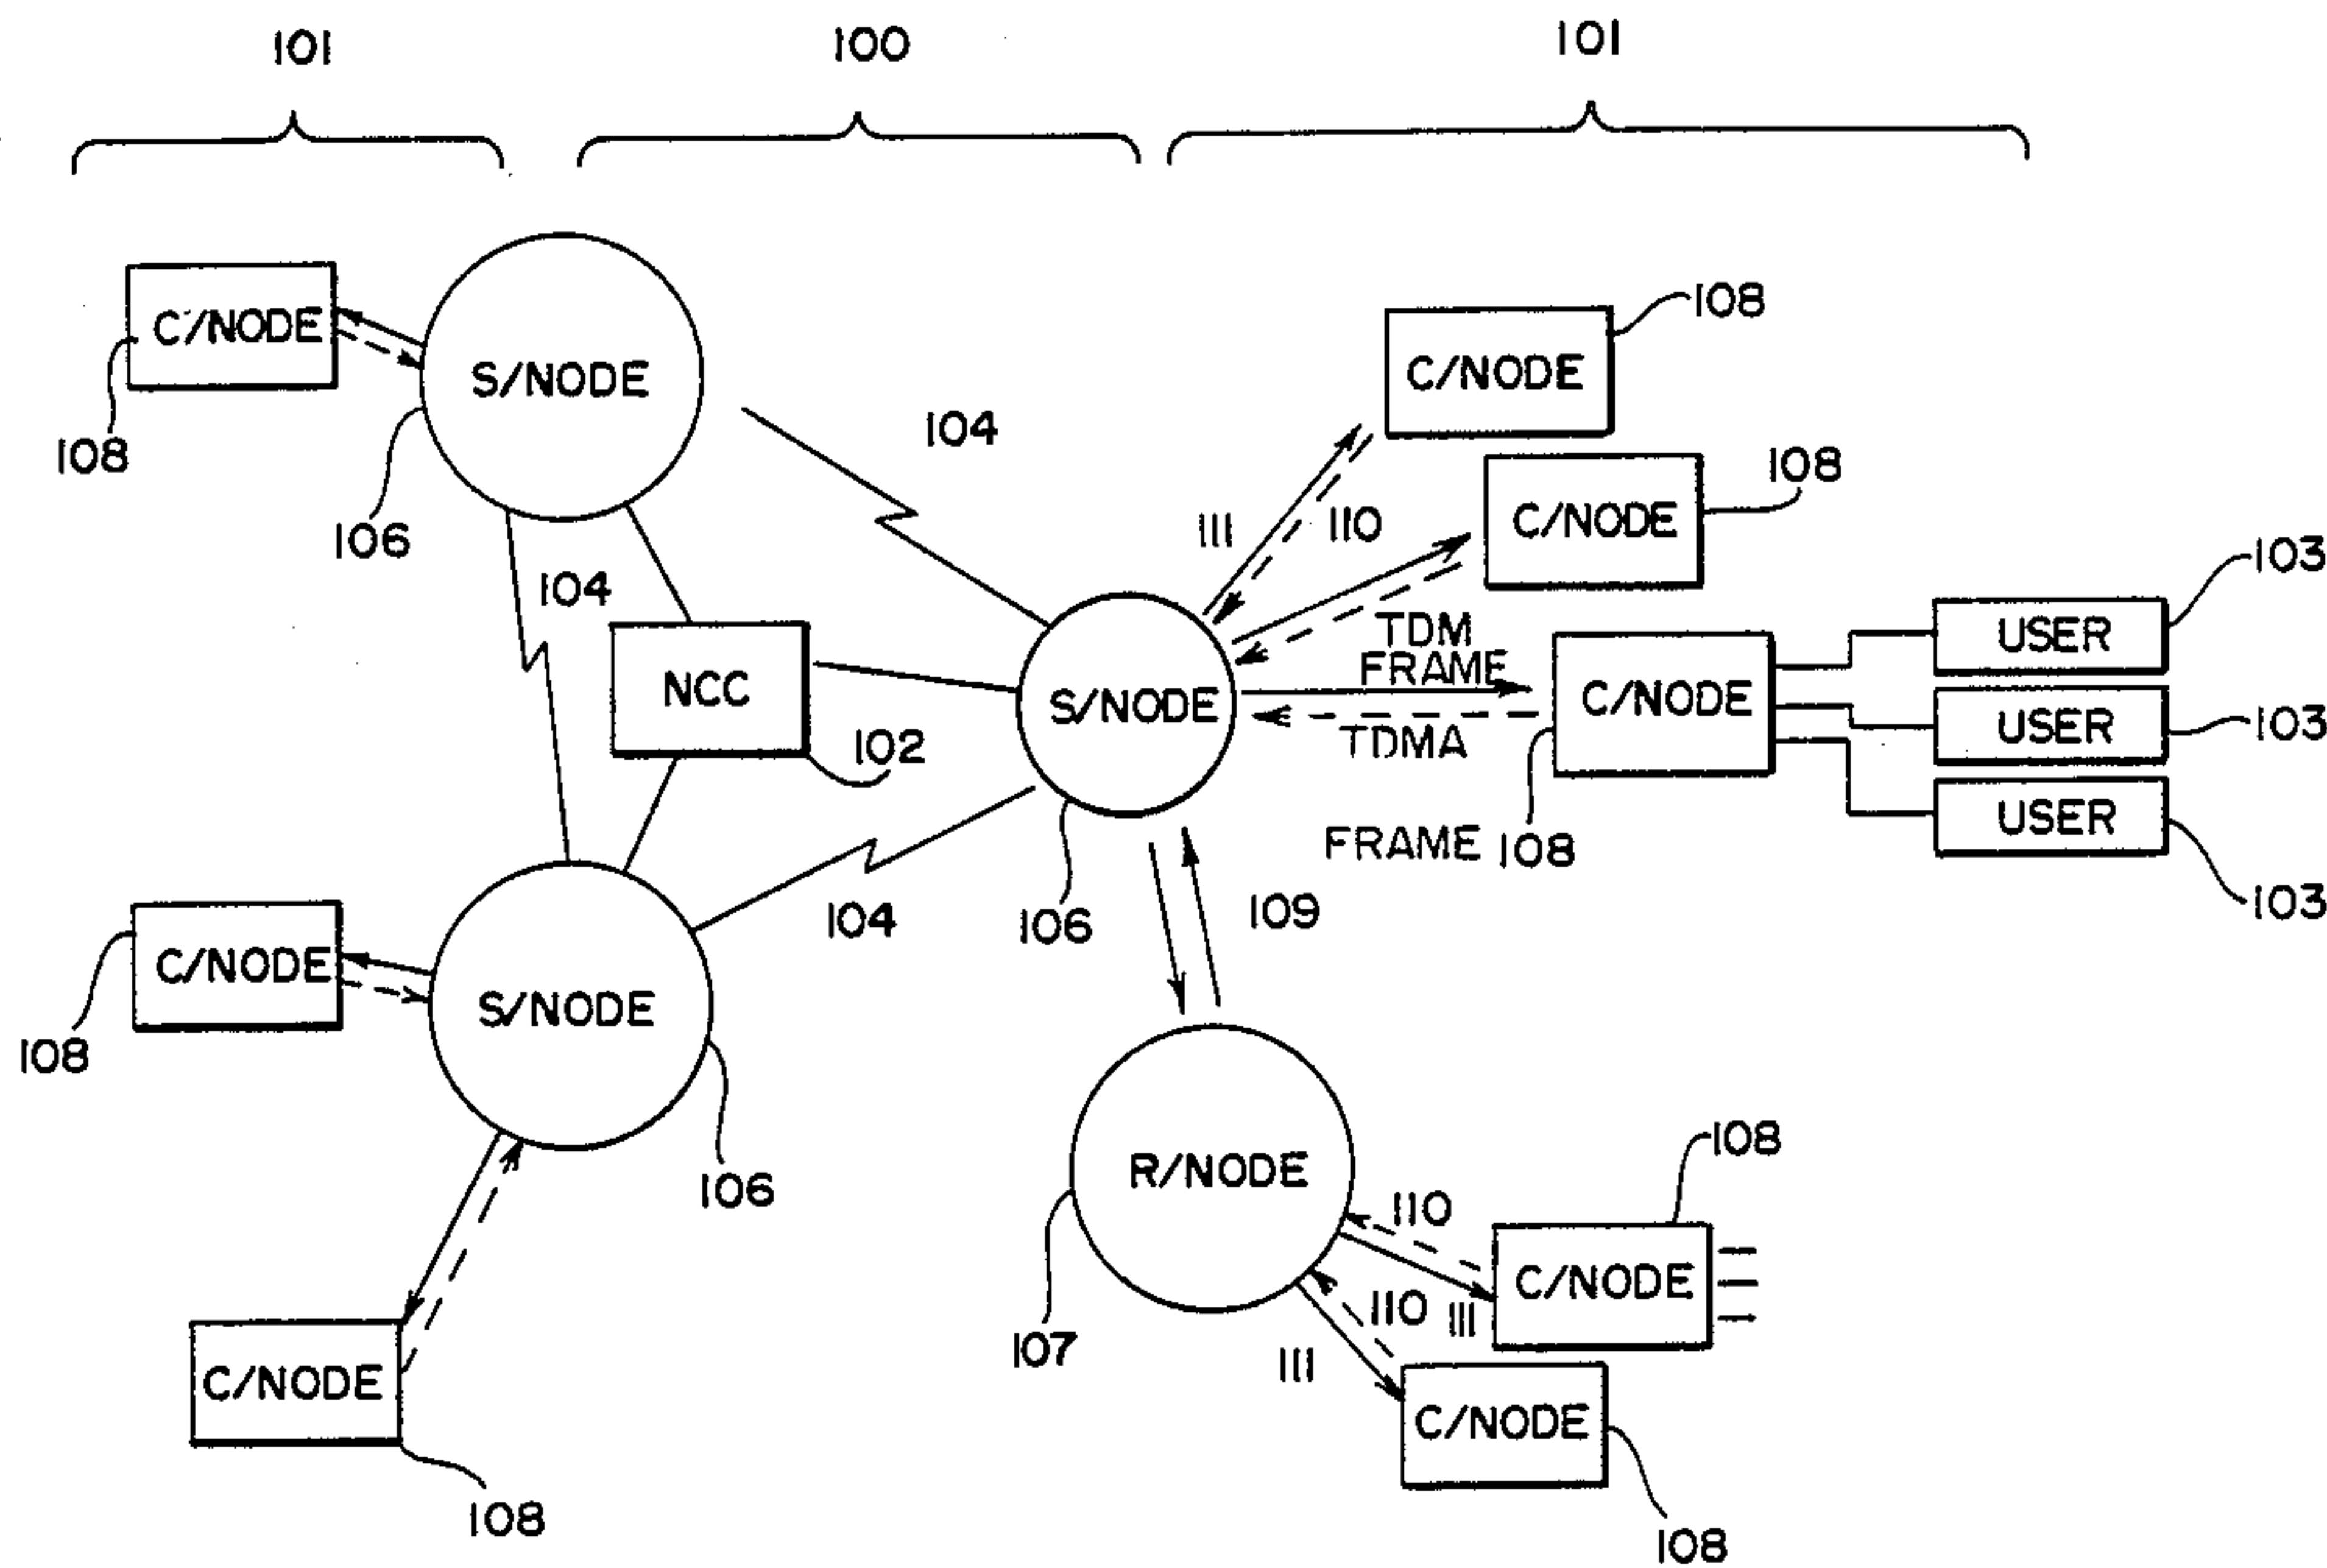 101
100
101
C/NODE
108
S/NODE
106
104
104
NCC
102
C/NODE
108
C/NODE
108
111
110
TDM
FRAME
TDMA
FRAME
S/NODE
106
C/NODE
108
USER
103
USER
103
USER
103
104
109
C/NODE
108
S/NODE
106
C/NODE
108
R/NODE
107
110
111
C/NODE
108
110
111
C/NODE
108